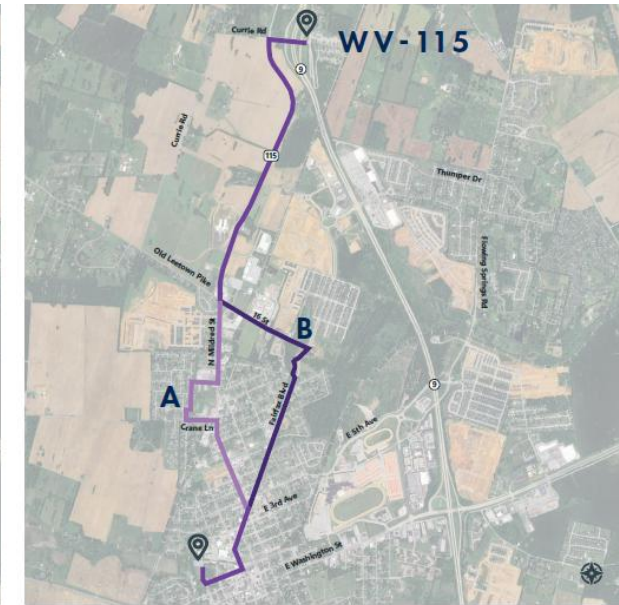 Currie Rd
WV-115
9
Currie Rd
115
Thumper Dr
Old Leetown Pike
Flowing Springs Rd
N Mildred St
16 St
B
9
A
Fairfax Blvd
Crane Ln
E 5th Ave
E 3rd Ave
E Washington St